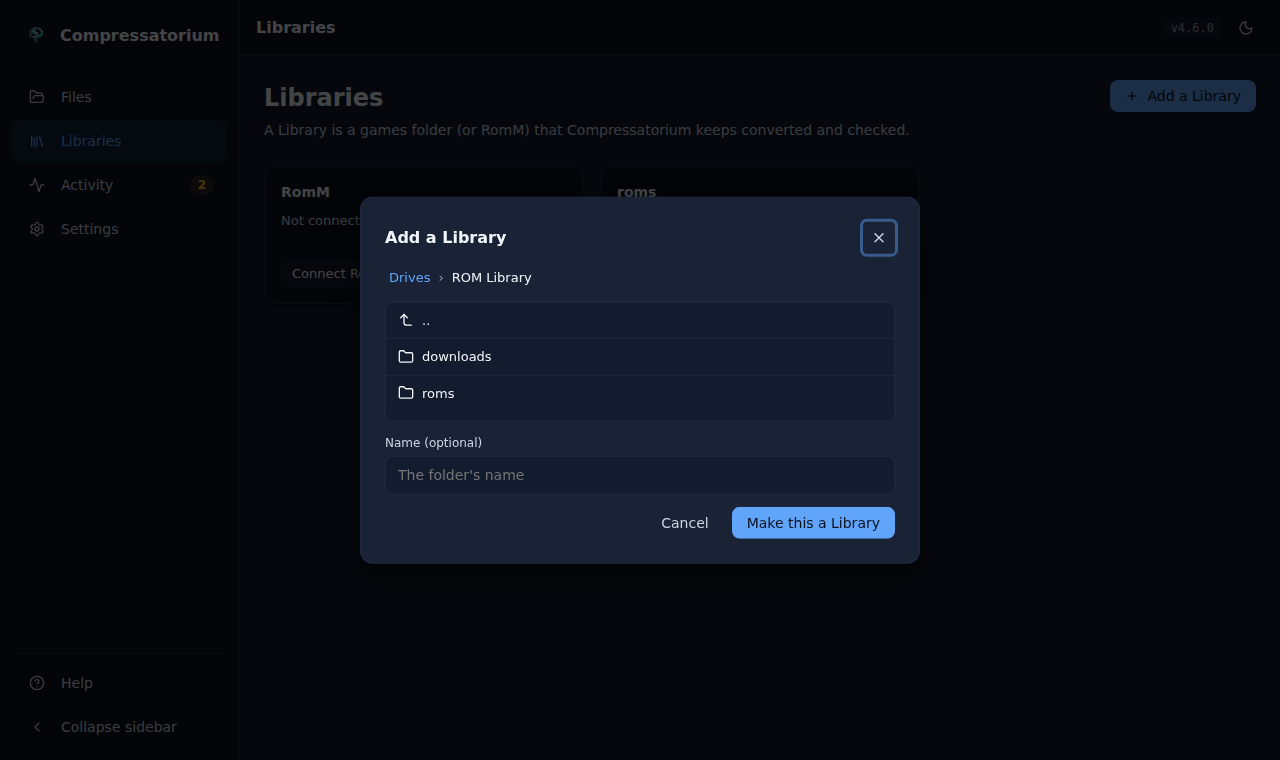 Compressatorium
Libraries
v4.6.0
Files
Libraries
Activity
2
Settings
Libraries
Add a Library
A Library is a games folder (or RomM) that Compressatorium keeps converted and checked.
RomM
roms
Not connect
Connect R
Add a Library
Drives › ROM Library
..
downloads
roms
Name (optional)
The folder's name
Cancel
Make this a Library
Help
Collapse sidebar